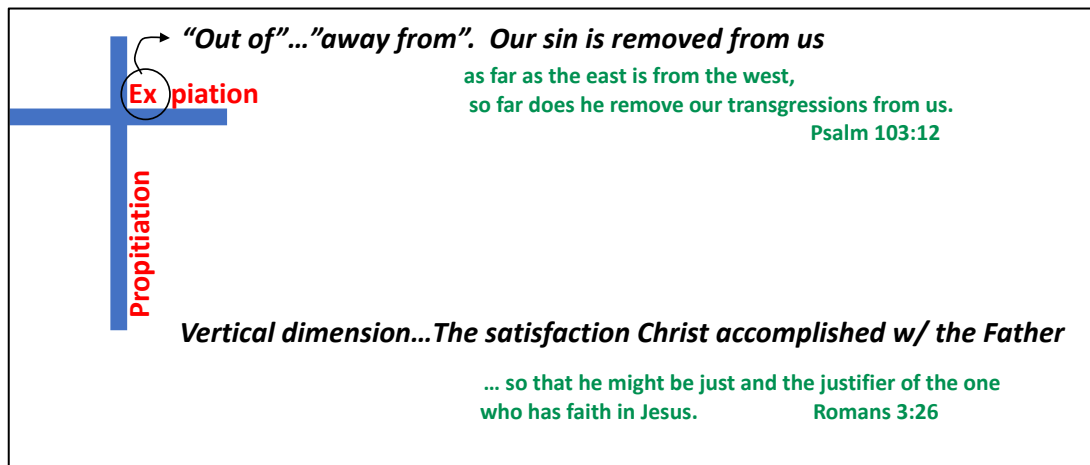 “Out of”…”away from”. Our sin is removed from us
as far as the east is from the west,
Ex piation
so far does he remove our transgressions from us.
Psalm 103:12
Propitiation
Vertical dimension…The satisfaction Christ accomplished w/ the Father
… so that he might be just and the justifier of the one
who has faith in Jesus. Romans 3:26